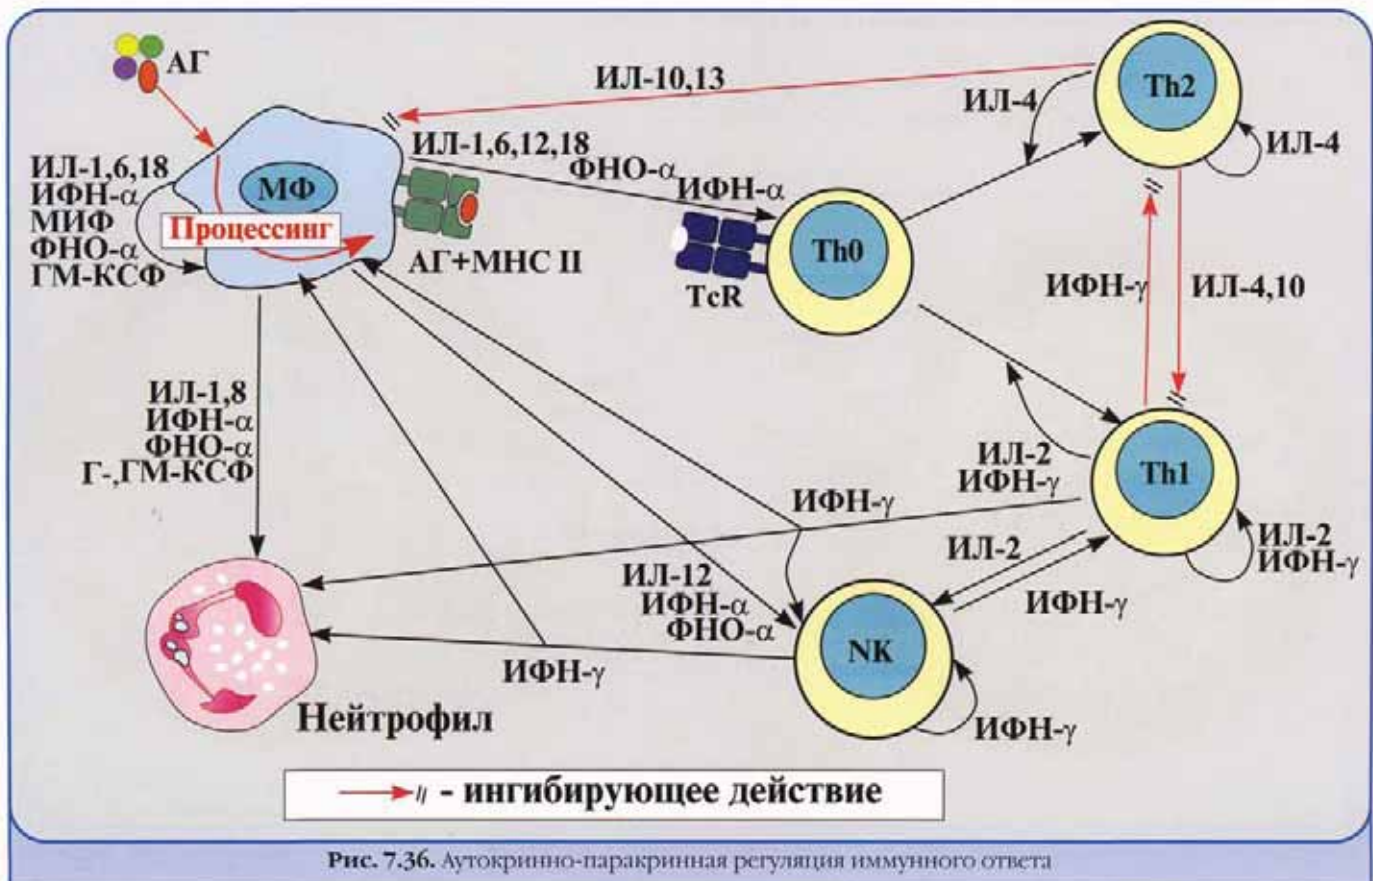 АГ
ИЛ-10,13
ИЛ-4
Th2
ИЛ-4
ИЛ-1,6,12,18
ФНО-α
ИФН-α
ИЛ-1,6,18
ИФН-α
МИФ
ФНО-α
ГМ-КСФ
МФ
Процессинг
АГ+МНС II
TcR
Th0
ИФН-γ
ИЛ-4,10
ИЛ-1,8
ИФН-α
ФНО-α
Г-,ГМ-КСФ
ИЛ-2
ИФН-γ
Th1
ИФН-γ
ИЛ-2
ИЛ-2
ИФН-γ
ИФН-γ
ИЛ-12
ИФН-α
ФНО-α
NK
ИФН-γ
Нейтрофил
ИФН-γ
- ингибирующее действие
Рис. 7.36. Аутокринно-паракринная регуляция иммунного ответа